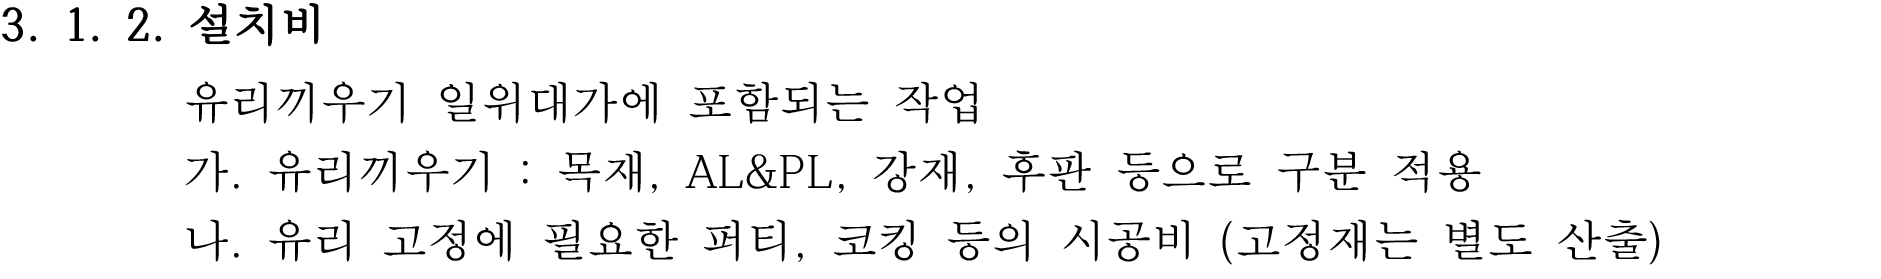 3. 1. 2. 설치비
유리끼우기 일위대가에 포함되는 작업
가. 유리끼우기 : 목재, AL&PL, 강재, 후판 등으로 구분 적용
나. 유리 고정에 필요한 퍼티, 코킹 등의 시공비 (고정재는 별도 산출)